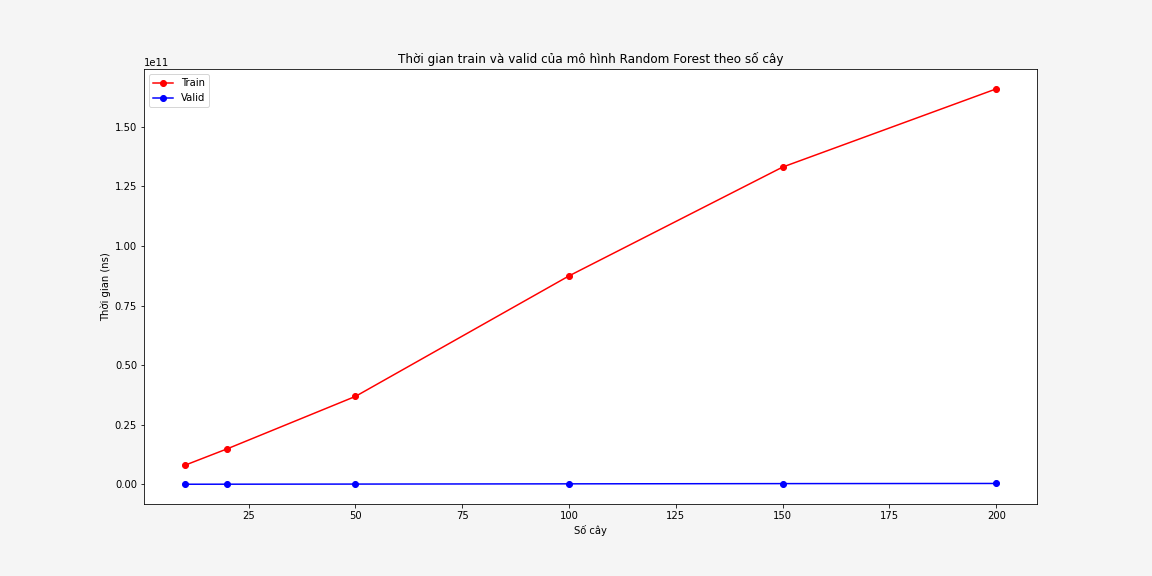 Thời gian train và valid của mô hình Random Forest theo số cây
1e11
Train
Valid
1.50
1.25
1.00
0.75
0.50
0.25
0.00
Thời gian (ns)
25 50 75 100 125 150 175 200
Số cây